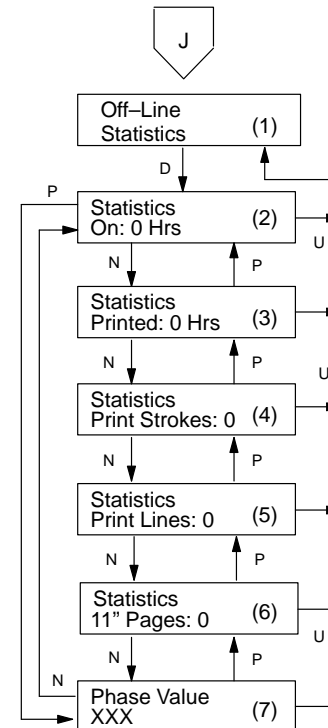 J
Off–Line
Statistics (1)
D
P
Statistics
On: 0 Hrs (2)
U
N P
Statistics
Printed: 0 Hrs (3)
N P
U
Statistics
Print Strokes: 0 (4)
N P
Statistics
Print Lines: 0 (5)
N P
Statistics
11” Pages: 0 (6)
U
N P
N
Phase Value
XXX (7)